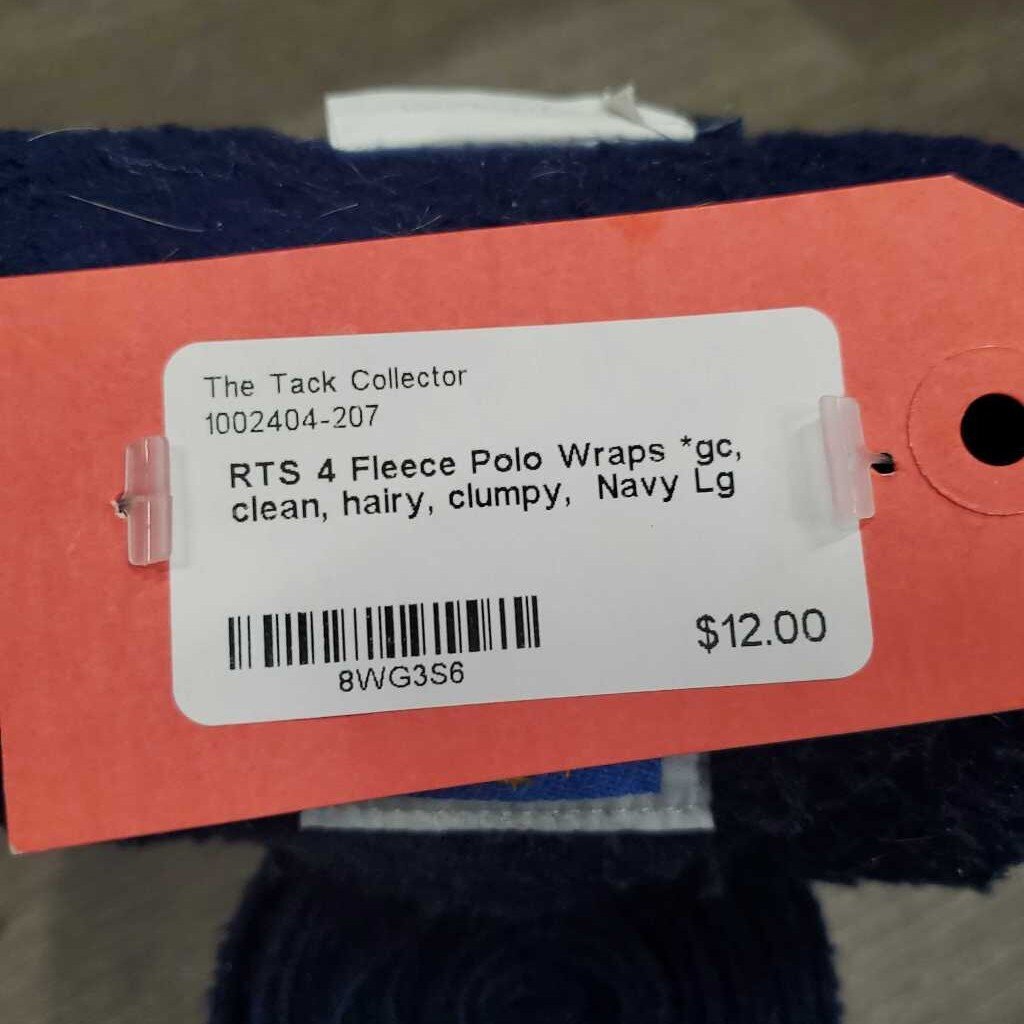 The Tack Collector
1002404-207
RTS 4 Fleece Polo Wraps *gc,
clean, hairy, clumpy, Navy Lg
8WG3S6
$12.00